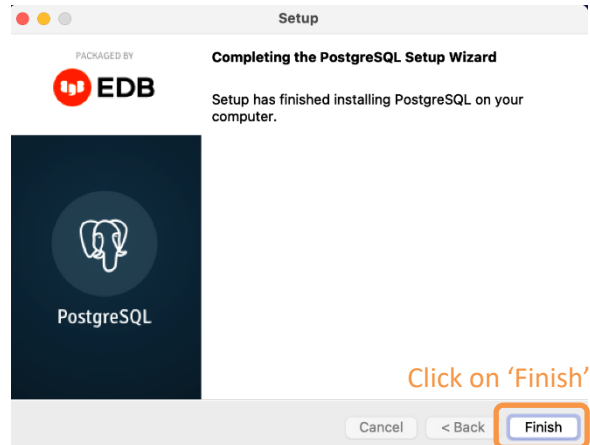 Setup
PACKAGED BY
EDB
Completing the PostgreSQL Setup Wizard
Setup has finished installing PostgreSQL on your
computer.
PostgreSQL
Click on ‘Finish’
Cancel
< Back
Finish